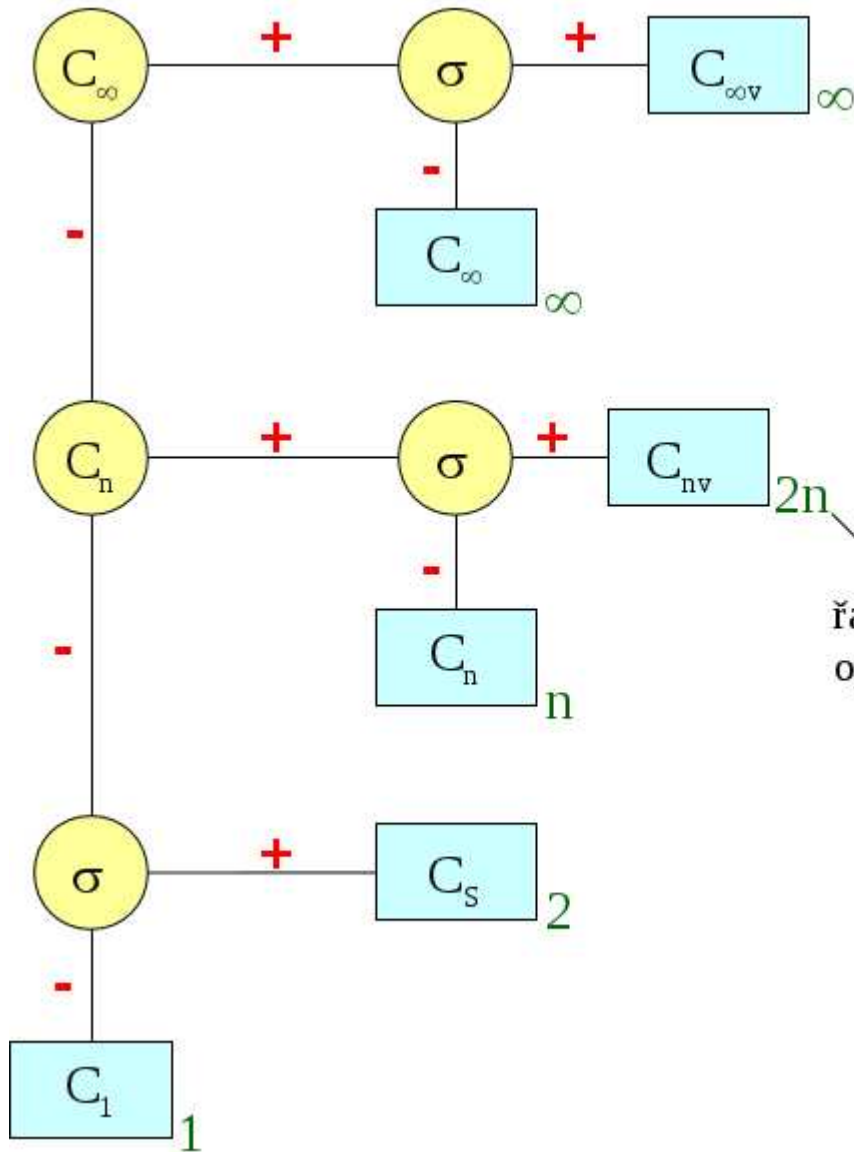 C∞ + σ + C∞v ∞
-
-
C∞ ∞
Cn + σ + Cnv 2n
-
-
Cn n
σ + CS 2
-
C1 1